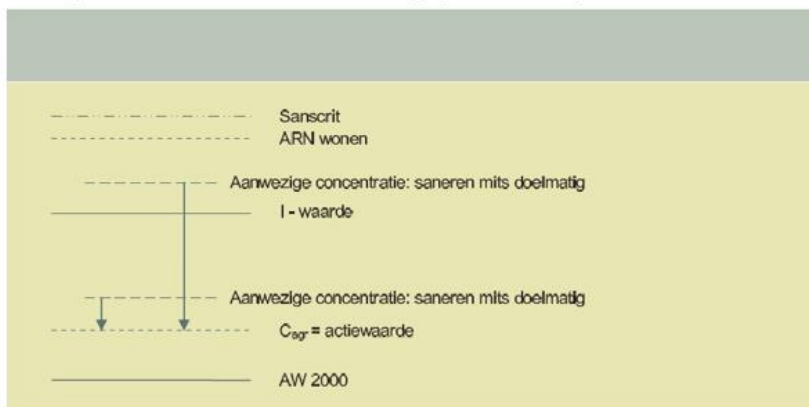 Sanscrit
ARN wonen
Aanwezige concentratie: saneren mits doelmatig
I - waarde
Aanwezige concentratie: saneren mits doelmatig
Cagr = actiewaarde
AW 2000